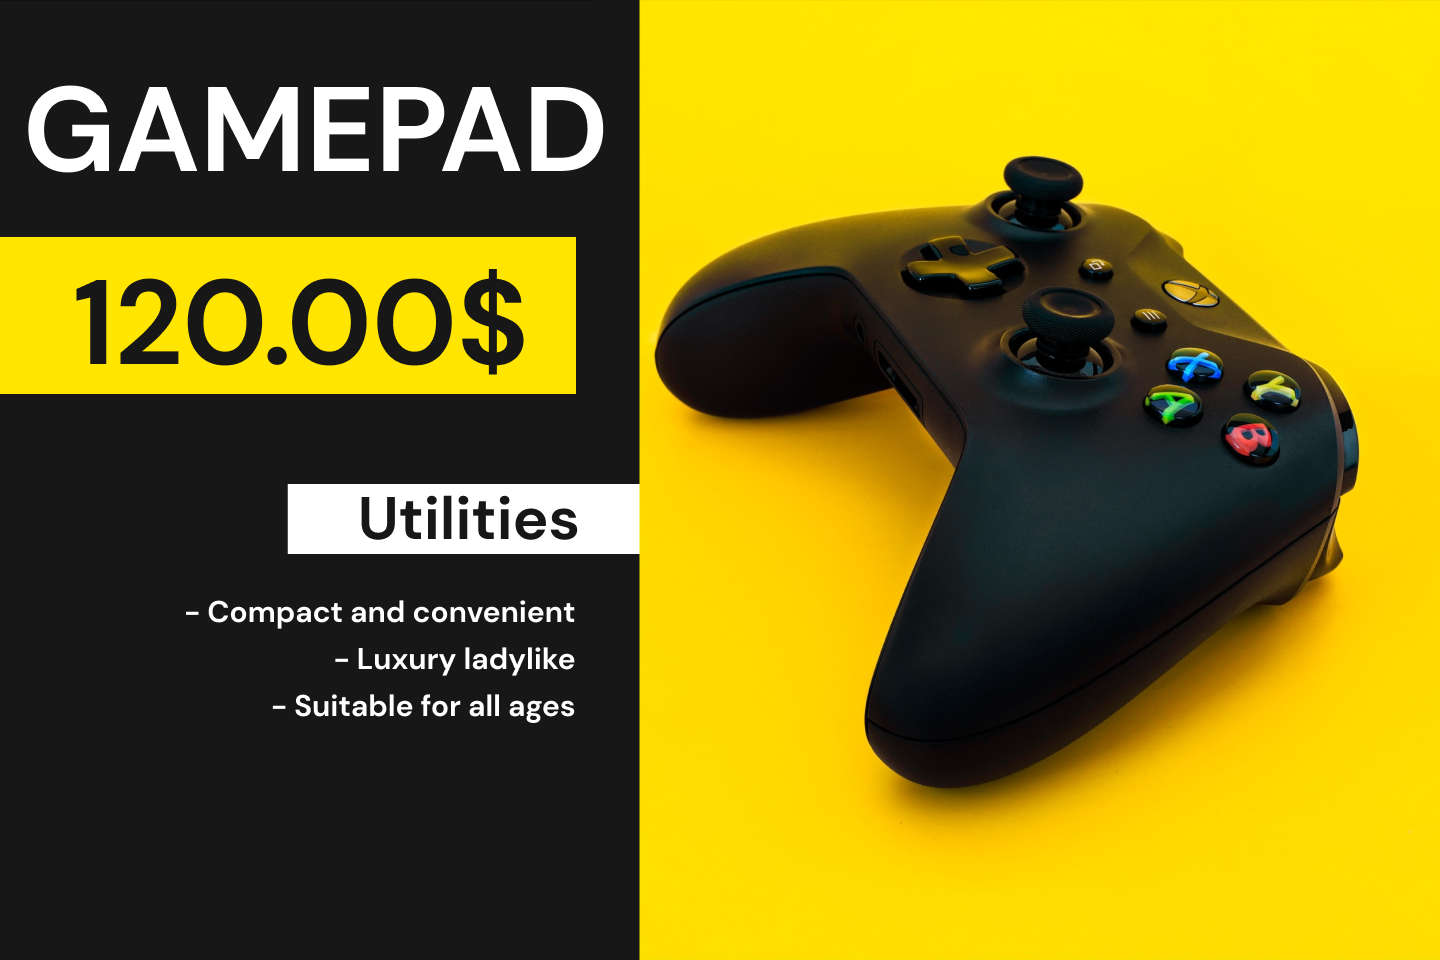 GAMEPAD
120.00$
Utilities
- Compact and convenient
- Luxury ladylike
- Suitable for all ages
X
Y
A
B